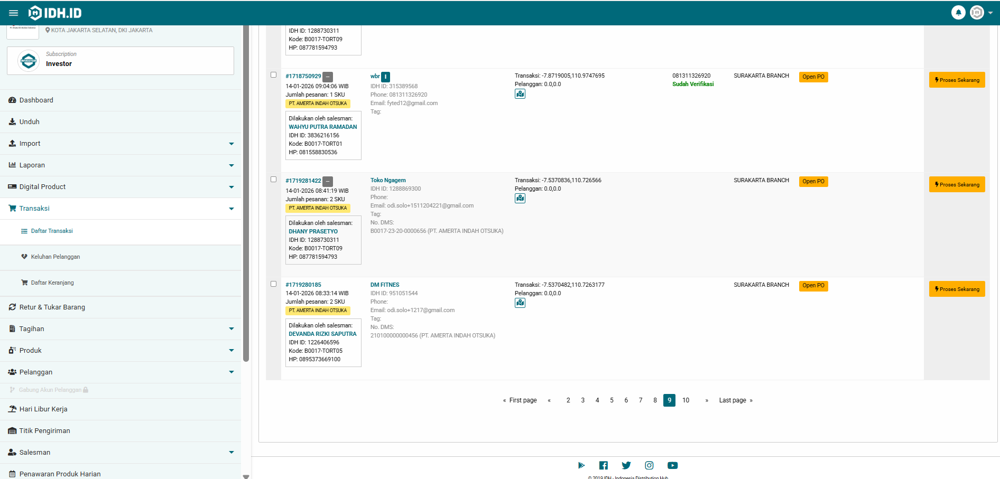 IDH.ID
KOTA JAKARTA SELATAN, DKI JAKARTA
Subscription
INVESTOR
Investor
Dashboard
Unduh
Import
Laporan
Digital Product
Transaksi
Daftar Transaksi
Keluhan Pelanggan
Daftar Keranjang
Retur & Tukar Barang
Tagihan
Produk
Pelanggan
Gabung Akun Pelanggan
Hari Libur Kerja
Titik Pengiriman
Salesman
Penawaran Produk Harian
IDH ID: 1288730311
Kode: B0017-TORT09
HP: 087781594793
#1718750929 –
14-01-2026 09:04:06 WIB
Jumlah pesanan: 1 SKU
PT. AMERTA INDAH OTSUKA
Dilakukan oleh salesman:
WAHYU PUTRA RAMADAN
IDH ID: 3836216156
Kode: B0017-TORT01
HP: 081558830536
wbr I
IDH ID: 315389568
Phone: 081311326920
Email: fyted12@gmail.com
Tag:
Transaksi: -7.8719005,110.9747695
Pelanggan: 0.0,0.0
081311326920
Sudah Verifikasi
SURAKARTA BRANCH
Open PO
Proses Sekarang
#1719281422 –
14-01-2026 08:41:19 WIB
Jumlah pesanan: 2 SKU
PT. AMERTA INDAH OTSUKA
Dilakukan oleh salesman:
DHANY PRASETYO
IDH ID: 1288730311
Kode: B0017-TORT09
HP: 087781594793
Toko Ngagem
IDH ID: 1288869300
Phone:
Email: odi.solo+1511204221@gmail.com
Tag:
No. DMS:
B0017-23-20-0000656 (PT. AMERTA INDAH OTSUKA)
Transaksi: -7.5370836,110.726566
Pelanggan: 0.0,0.0
SURAKARTA BRANCH
Open PO
Proses Sekarang
#1719280185
14-01-2026 08:33:14 WIB
Jumlah pesanan: 2 SKU
PT. AMERTA INDAH OTSUKA
Dilakukan oleh salesman:
DEVANDA RIZKI SAPUTRA
IDH ID: 1226406596
Kode: B0017-TORT05
HP: 0895373669100
DM FITNES
IDH ID: 951051544
Phone:
Email: odi.solo+1217@gmail.com
Tag:
No. DMS:
210100000000456 (PT. AMERTA INDAH OTSUKA)
Transaksi: -7.5370482,110.7263177
Pelanggan: 0.0,0.0
SURAKARTA BRANCH
Open PO
Proses Sekarang
« First page « 2 3 4 5 6 7 8 9 10 » Last page »
© 2019 IDH - Indonesia Distribution Hub